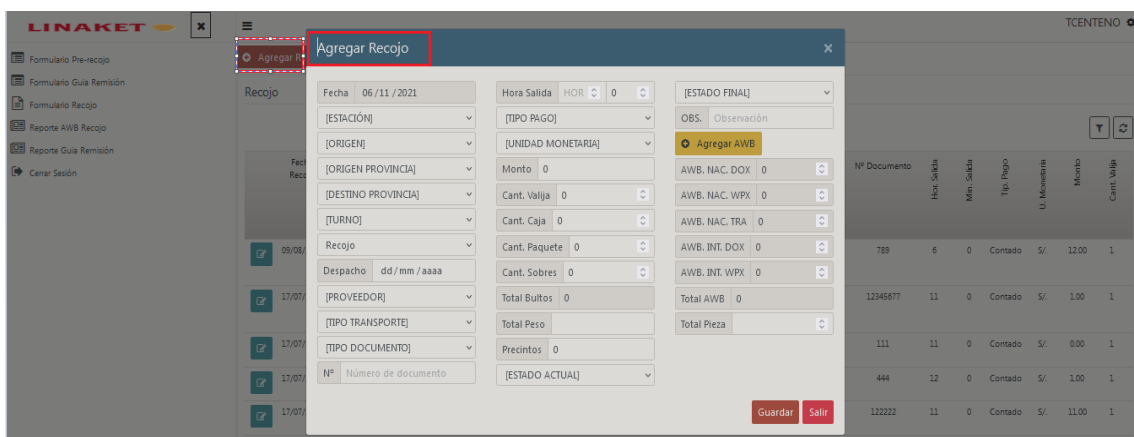 LINAKET
×
TCENTENO
Formulario Pre-recojo
Formulario Guia Remisión
Formulario Recojo
Reporte AWB Recojo
Reporte Guia Remisión
Cerrar Sesión
Agregar R
Recojo
Agregar Recojo
×
Fecha 06/11/2021
[ESTACIÓN]
[ORIGEN]
[ORIGEN PROVINCIA]
[DESTINO PROVINCIA]
[TURNO]
Recojo
Despacho dd/mm/aaaa
[PROVEEDOR]
[TIPO TRANSPORTE]
[TIPO DOCUMENTO]
Nº Número de documento
Hora Salida HOR 0
[TIPO PAGO]
[UNIDAD MONETARIA]
Monto 0
Cant. Valija 0
Cant. Caja 0
Cant. Paquete 0
Cant. Sobres 0
Total Bultos 0
Total Peso
Precintos 0
[ESTADO ACTUAL]
[ESTADO FINAL]
OBS. Observación
Agregar AWB
AWB. NAC. DOX 0
AWB. NAC. WPX 0
AWB. NAC. TRA 0
AWB. INT. DOX 0
AWB. INT. WPX 0
Total AWB 0
Total Pieza
Guardar Salir
Fech
Reco
Nº Documento Hor. Salida Min. Salida Tip. Pago U. Monetaria Monto Cant. Valija
09/08/ 789 6 0 Contado S/. 12.00 1
17/07/ 12345677 11 0 Contado S/. 1.00 1
17/07/ 111 11 0 Contado S/. 0.00 1
17/07/ 444 12 0 Contado S/. 1.00 1
17/07/ 122222 11 0 Contado S/. 11.00 1